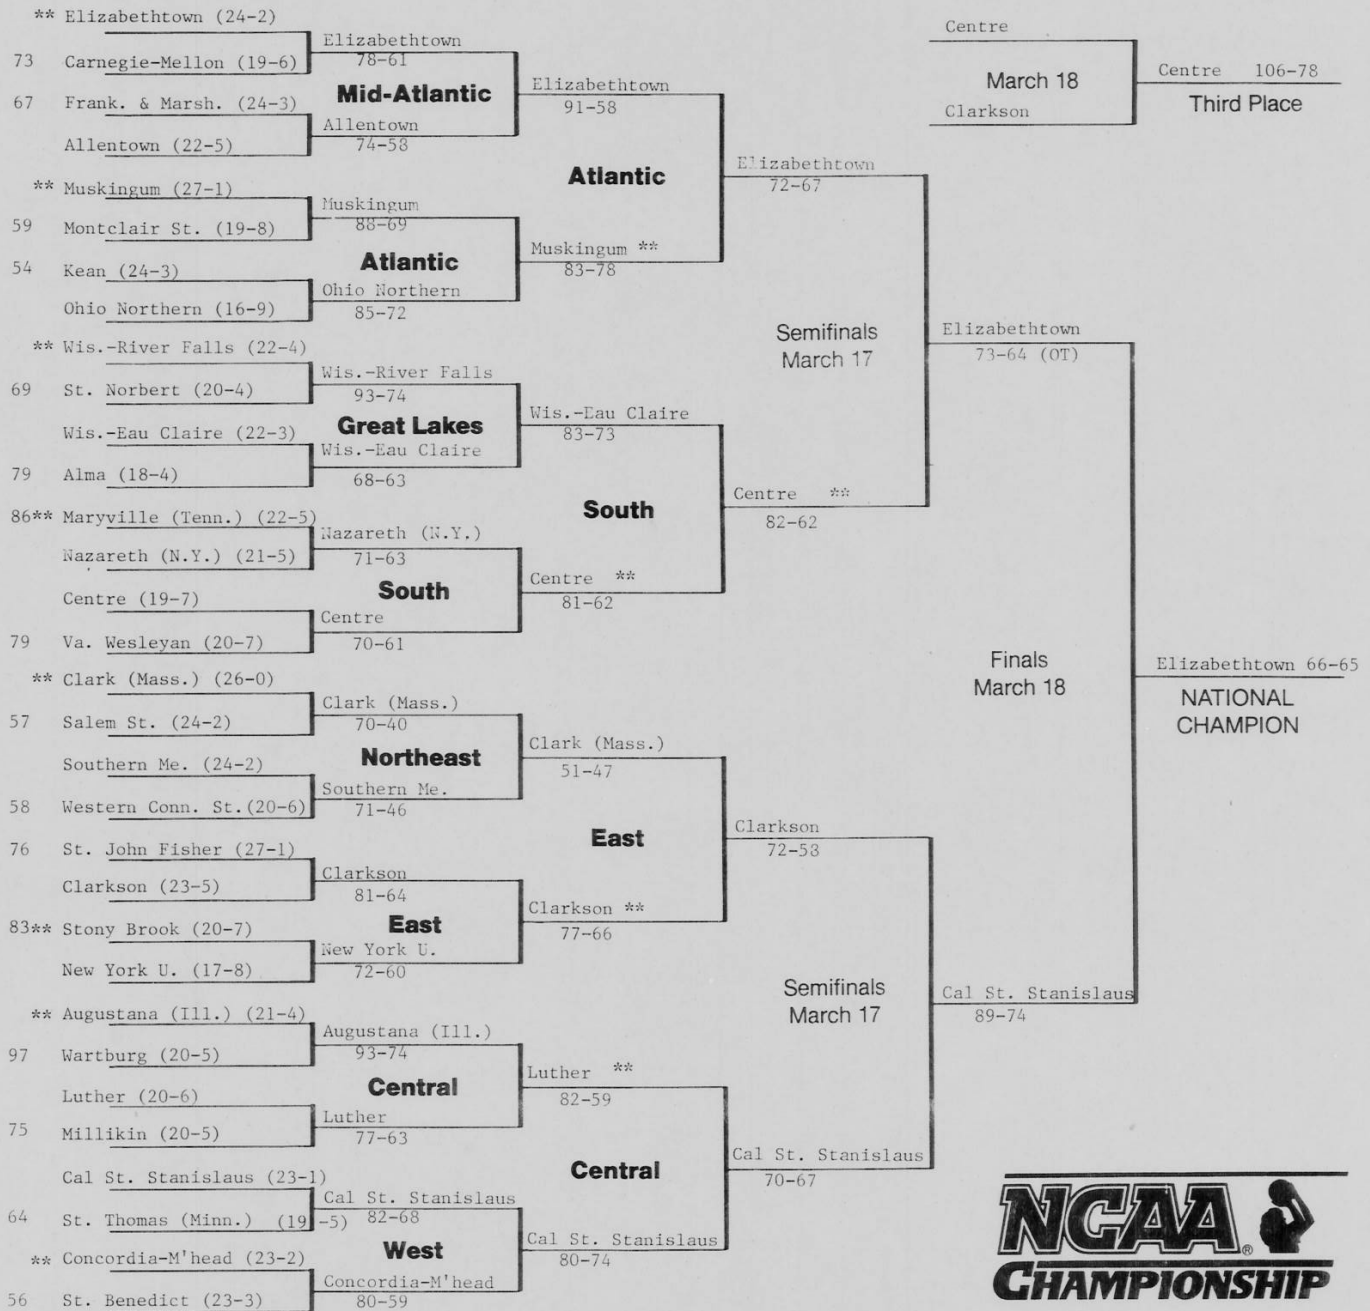 ** Elizabethtown (24-2)
73 Carnegie-Mellon (19-6)
67 Frank. & Marsh. (24-3)
Allentown (22-5)
** Muskingum (27-1)
59 Montclair St. (19-8)
54 Kean (24-3)
Ohio Northern (16-9)
** Wis.-River Falls (22-4)
69 St. Norbert (20-4)
Wis.-Eau Claire (22-3)
79 Alma (18-4)
86** Maryville (Tenn.) (22-5)
Nazareth (N.Y.) (21-5)
Centre (19-7)
79 Va. Wesleyan (20-7)
** Clark (Mass.) (26-0)
57 Salem St. (24-2)
Southern Me. (24-2)
58 Western Conn. St.(20-6)
76 St. John Fisher (27-1)
Clarkson (23-5)
83** Stony Brook (20-7)
New York U. (17-8)
** Augustana (Ill.) (21-4)
97 Wartburg (20-5)
Luther (20-6)
75 Millikin (20-5)
Cal St. Stanislaus (23-1)
64 St. Thomas (Minn.) (19-5)
** Concordia-M'head (23-2)
56 St. Benedict (23-3)
Elizabethtown
78-61
Mid-Atlantic
Allentown
74-58
Muskingum
88-69
Atlantic
Ohio Northern
85-72
Wis.-River Falls
93-74
Great Lakes
Wis.-Eau Claire
68-63
Nazareth (N.Y.)
71-63
South
Centre
70-61
Clark (Mass.)
70-40
Northeast
Southern Me.
71-46
Clarkson
81-64
East
New York U.
72-60
Augustana (Ill.)
93-74
Central
Luther
77-63
Cal St. Stanislaus
82-68
West
Concordia-M'head
80-59
Elizabethtown
91-58
Atlantic
Muskingum **
83-78
Wis.-Eau Claire
83-73
South
Centre **
81-62
Clark (Mass.)
51-47
East
Clarkson **
77-66
Luther **
82-59
Central
Cal St. Stanislaus
80-74
Elizabethtown
72-67
Semifinals
March 17
Centre **
82-62
Clarkson
72-58
Semifinals
March 17
Cal St. Stanislaus
70-67
Elizabethtown
73-64 (OT)
Finals
March 18
Cal St. Stanislaus
89-74
Elizabethtown 66-65
NATIONAL
CHAMPION
Centre
March 18
Clarkson
Centre 106-78
Third Place
NCAA®
CHAMPIONSHIP